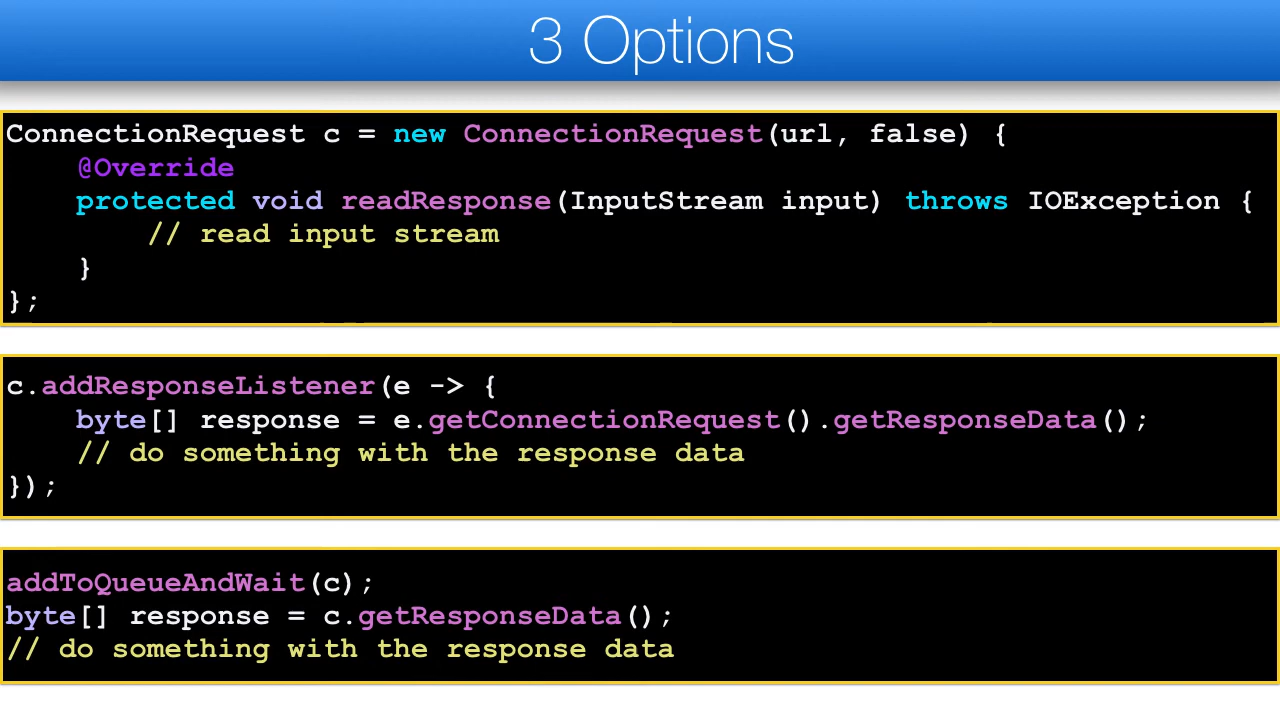 3 Options
ConnectionRequest c = new ConnectionRequest(url, false) {
    @Override
    protected void readResponse(InputStream input) throws IOException {
        // read input stream
    }
};
c.addResponseListener(e -> {
    byte[] response = e.getConnectionRequest().getResponseData();
    // do something with the response data
});
addToQueueAndWait(c);
byte[] response = c.getResponseData();
// do something with the response data